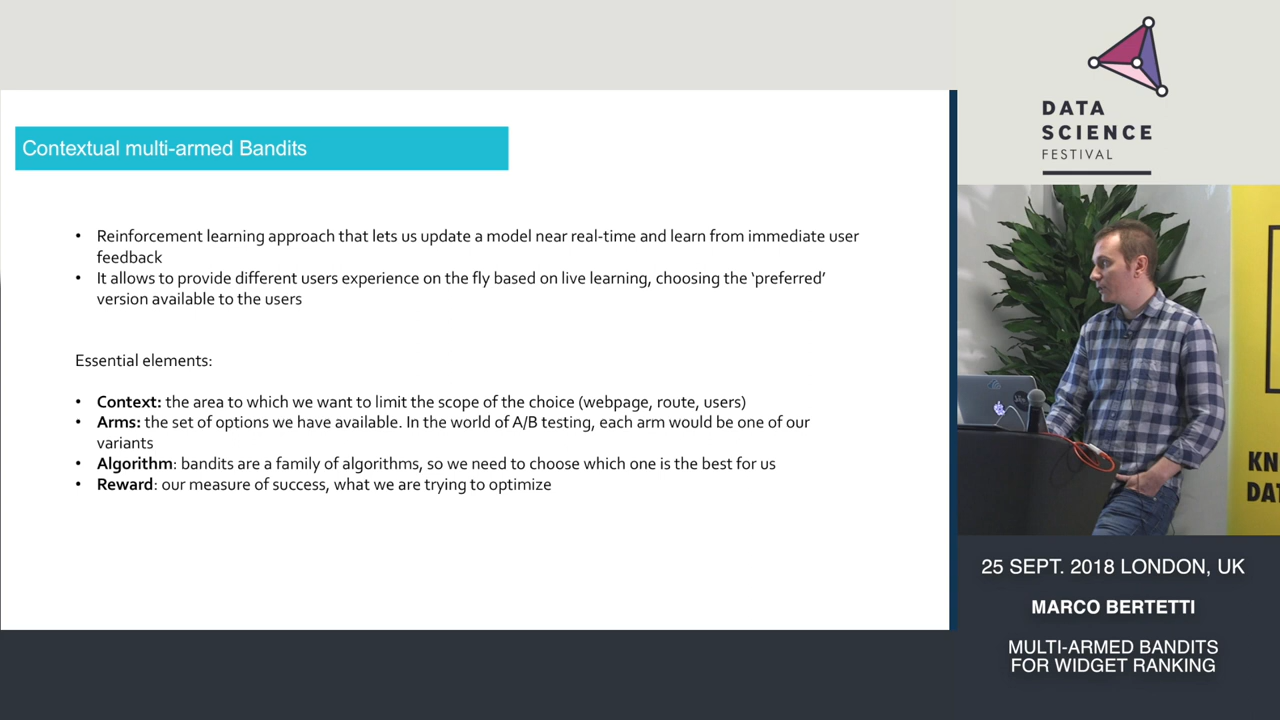 Contextual multi-armed Bandits
• Reinforcement learning approach that lets us update a model near real-time and learn from immediate user
feedback
• It allows to provide different users experience on the fly based on live learning, choosing the ‘preferred’
version available to the users
Essential elements:
• Context: the area to which we want to limit the scope of the choice (webpage, route, users)
• Arms: the set of options we have available. In the world of A/B testing, each arm would be one of our
variants
• Algorithm: bandits are a family of algorithms, so we need to choose which one is the best for us
• Reward: our measure of success, what we are trying to optimize
DATA
SCIENCE
FESTIVAL
KN
DAT
25 SEPT. 2018 LONDON, UK
MARCO BERTETTI
MULTI-ARMED BANDITS
FOR WIDGET RANKING